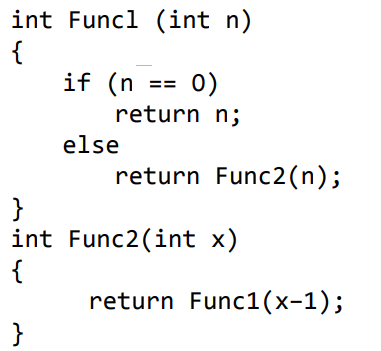 int Funcl (int n)
{
if (n == 0)
return n;
else
return Func2(n);
}
int Func2(int x)
{
return Func1(x–1);
}